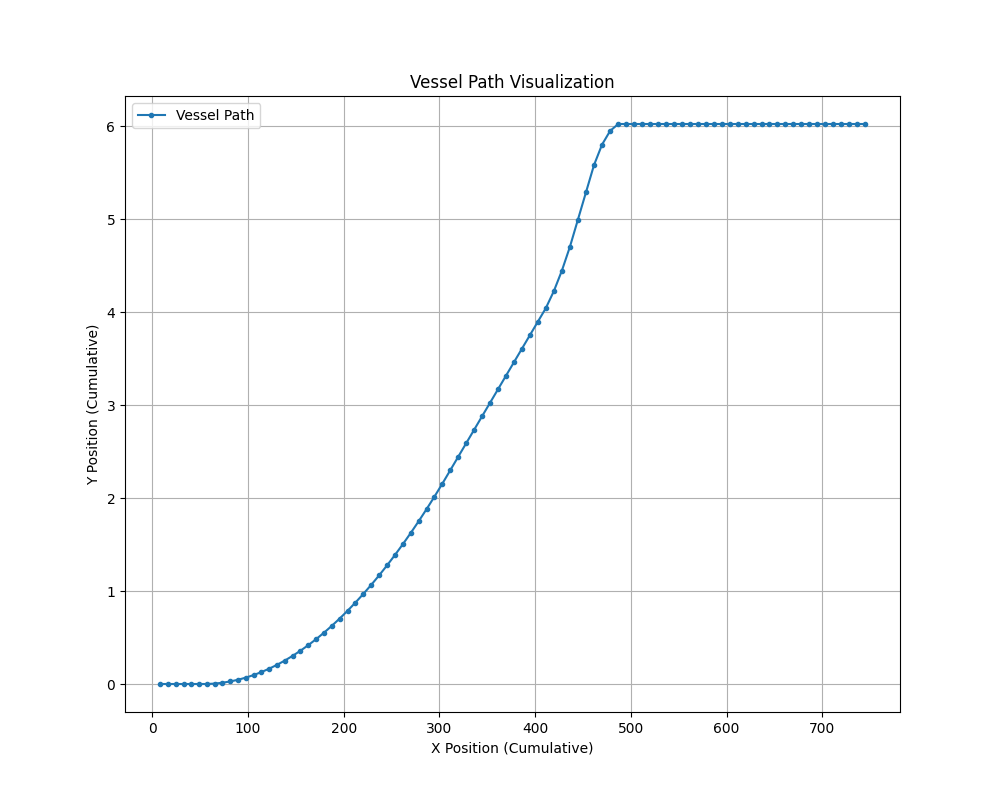 Vessel Path Visualization
Vessel Path
6
5
4
3
2
1
0
Y Position (Cumulative)
0 100 200 300 400 500 600 700
X Position (Cumulative)